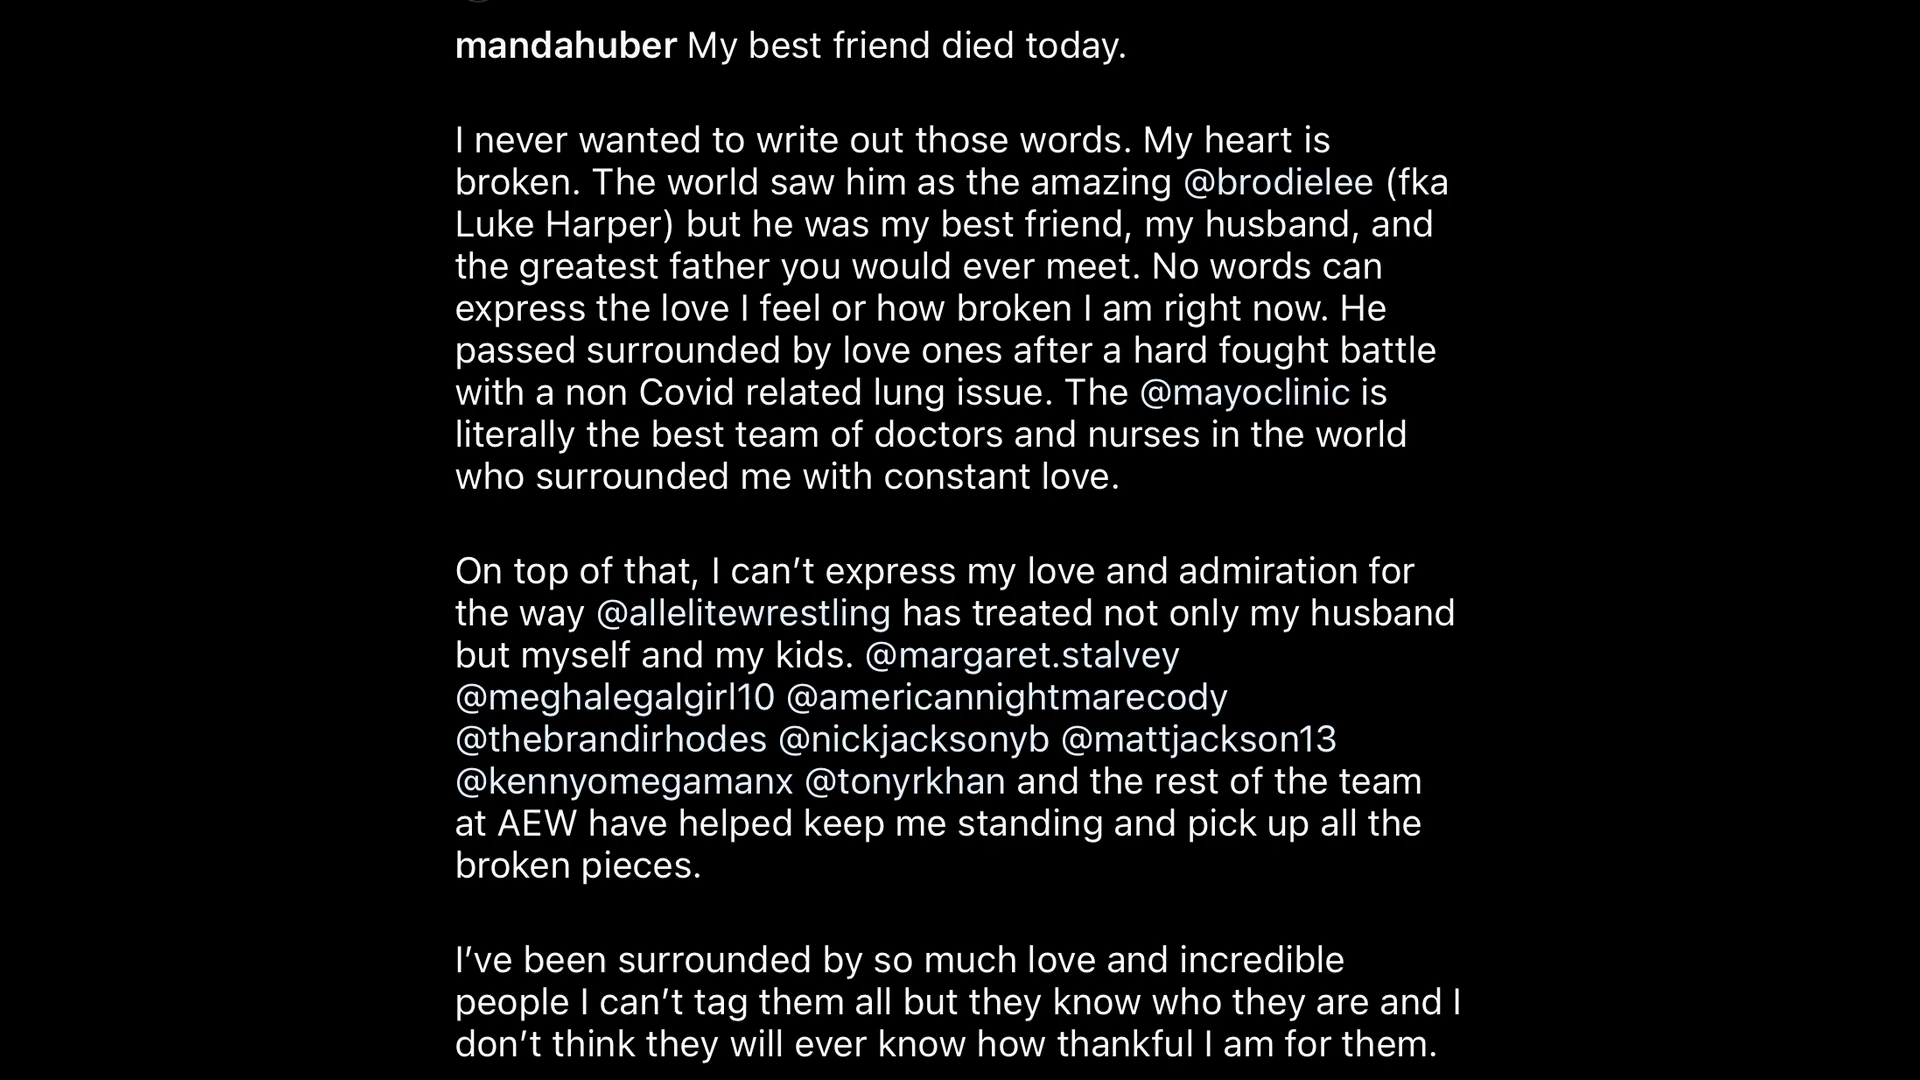 mandahuber My best friend died today.
I never wanted to write out those words. My heart is
broken. The world saw him as the amazing @brodielee (fka
Luke Harper) but he was my best friend, my husband, and
the greatest father you would ever meet. No words can
express the love I feel or how broken I am right now. He
passed surrounded by love ones after a hard fought battle
with a non Covid related lung issue. The @mayoclinic is
literally the best team of doctors and nurses in the world
who surrounded me with constant love.
On top of that, I can’t express my love and admiration for
the way @allelitewrestling has treated not only my husband
but myself and my kids. @margaret.stalvey
@meghalegalgirl10 @americannightmarecody
@thebrandirhodes @nickjacksonyb @mattjackson13
@kennyomegamanx @tonyrkhan and the rest of the team
at AEW have helped keep me standing and pick up all the
broken pieces.
I’ve been surrounded by so much love and incredible
people I can’t tag them all but they know who they are and I
don’t think they will ever know how thankful I am for them.